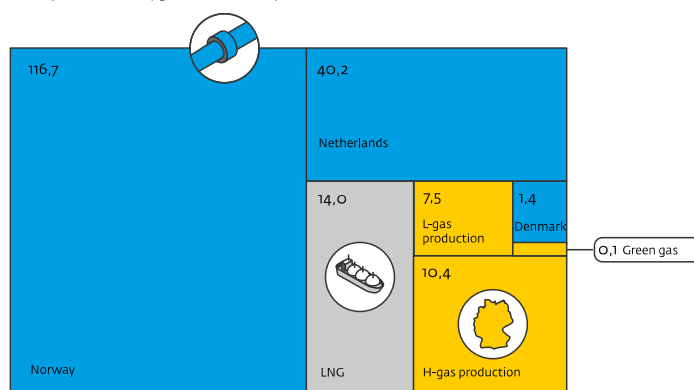 116,7
40,2
Netherlands
14,0
7,5
1,4
L-gas
production
Denmark
0,1 Green gas
10,4
Norway
LNG
H-gas production